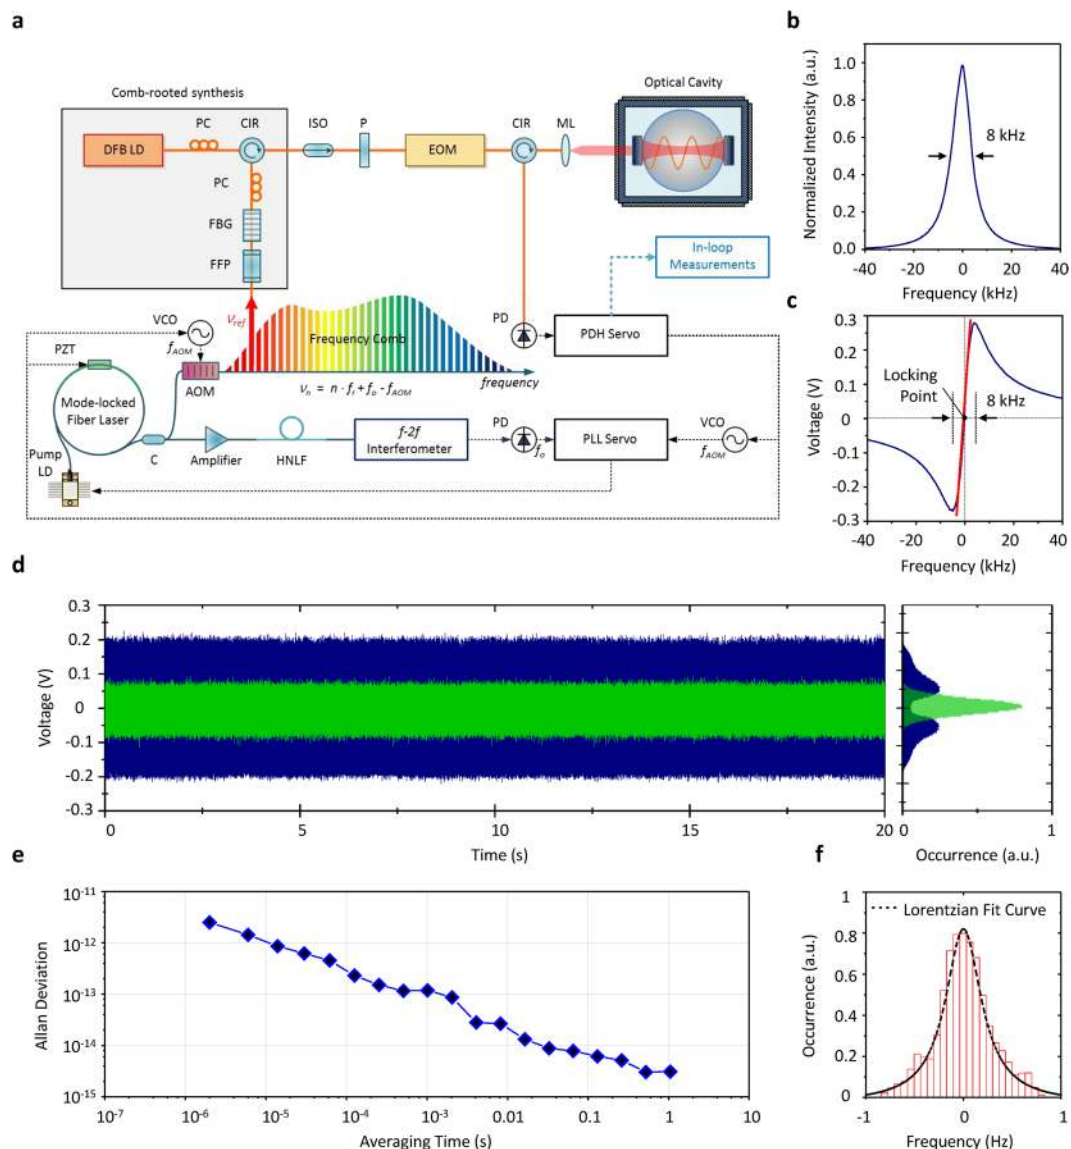 a
Comb-rooted synthesis
DFB LD
PC
CIR
ISO
P
EOM
CIR
ML
Optical Cavity
PC
FBG
FFP
In-loop
Measurements
ν_ref
Frequency Comb
frequency
ν_n = n · f_r + f_o - f_AOM
VCO
f_AOM
AOM
PZT
Mode-locked
Fiber Laser
Pump
LD
C
Amplifier
HNLF
f-2f
Interferometer
PD
f_o
PLL Servo
VCO
f_AOM
PD
PDH Servo
b
Normalized Intensity (a.u.)
1.0
0.8
0.6
0.4
0.2
0.0
8 kHz
-40 -20 0 20 40
Frequency (kHz)
c
Voltage (V)
0.3
0.2
0.1
0
-0.1
-0.2
-0.3
Locking
Point
8 kHz
-40 -20 0 20 40
Frequency (kHz)
d
Voltage (V)
0.3
0.2
0.1
0
-0.1
-0.2
-0.3
0 5 10 15 20
Time (s)
0 1
Occurrence (a.u.)
e
Allan Deviation
10⁻¹¹
10⁻¹²
10⁻¹³
10⁻¹⁴
10⁻¹⁵
10⁻⁷ 10⁻⁶ 10⁻⁵ 10⁻⁴ 10⁻³ 0.01 0.1 1 10
Averaging Time (s)
f
Occurrence (a.u.)
1
0.8
0.6
0.4
0.2
0
Lorentzian Fit Curve
-1 0 1
Frequency (Hz)